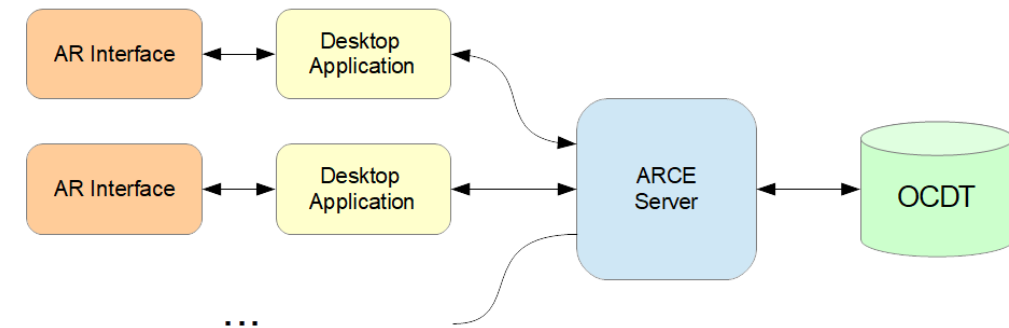 AR Interface
Desktop
Application
AR Interface
Desktop
Application
ARCE
Server
OCDT
...